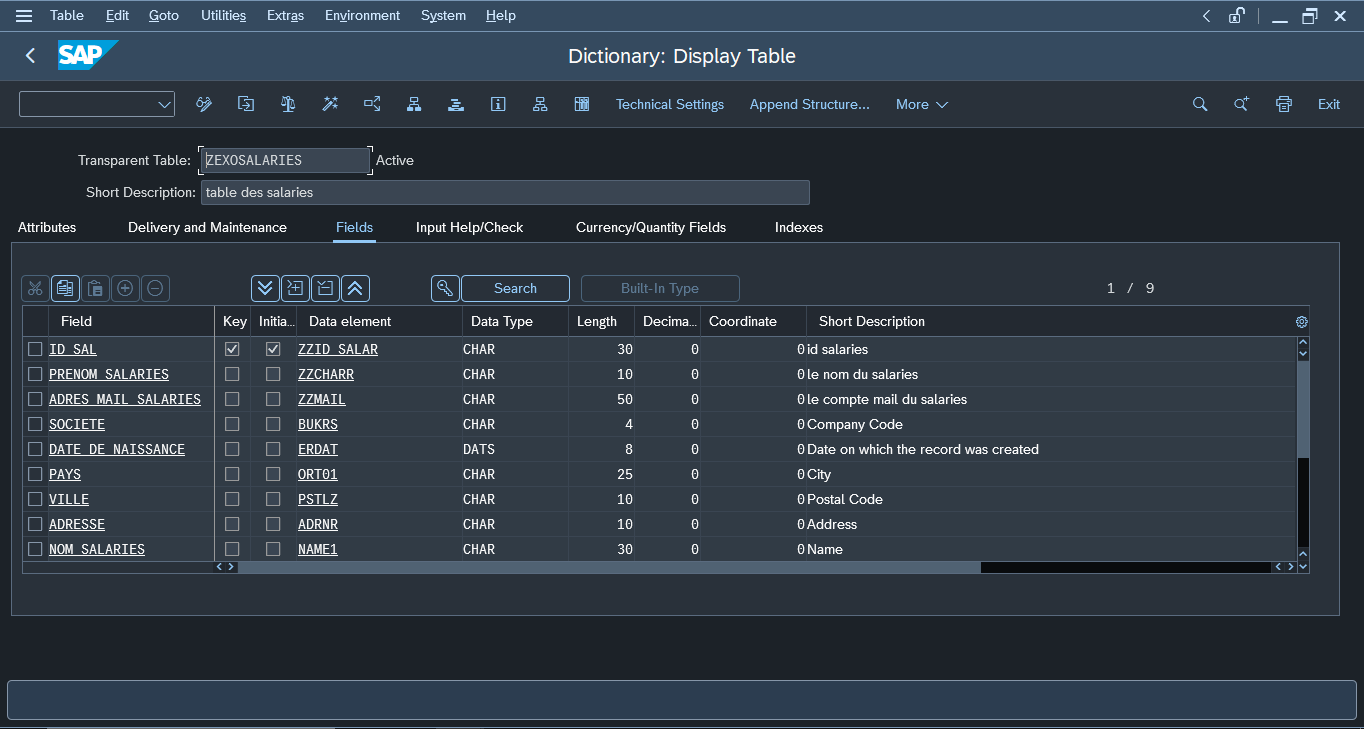 Table Edit Goto Utilities Extras Environment System Help
SAP Dictionary: Display Table
Technical Settings Append Structure... More Exit
Transparent Table: ZEXOSALARIES Active
Short Description: table des salaries
Attributes Delivery and Maintenance Fields Input Help/Check Currency/Quantity Fields Indexes
Search Built-In Type 1 / 9
Field Key Initia... Data element Data Type Length Decima... Coordinate Short Description
ID_SAL ZZID_SALAR CHAR 30 0 0 id salaries
PRENOM_SALARIES ZZCHARR CHAR 10 0 0 le nom du salaries
ADRES_MAIL_SALARIES ZZMAIL CHAR 50 0 0 le compte mail du salaries
SOCIETE BUKRS CHAR 4 0 0 Company Code
DATE_DE_NAISSANCE ERDAT DATS 8 0 0 Date on which the record was created
PAYS ORT01 CHAR 25 0 0 City
VILLE PSTLZ CHAR 10 0 0 Postal Code
ADRESSE ADRNR CHAR 10 0 0 Address
NOM_SALARIES NAME1 CHAR 30 0 0 Name